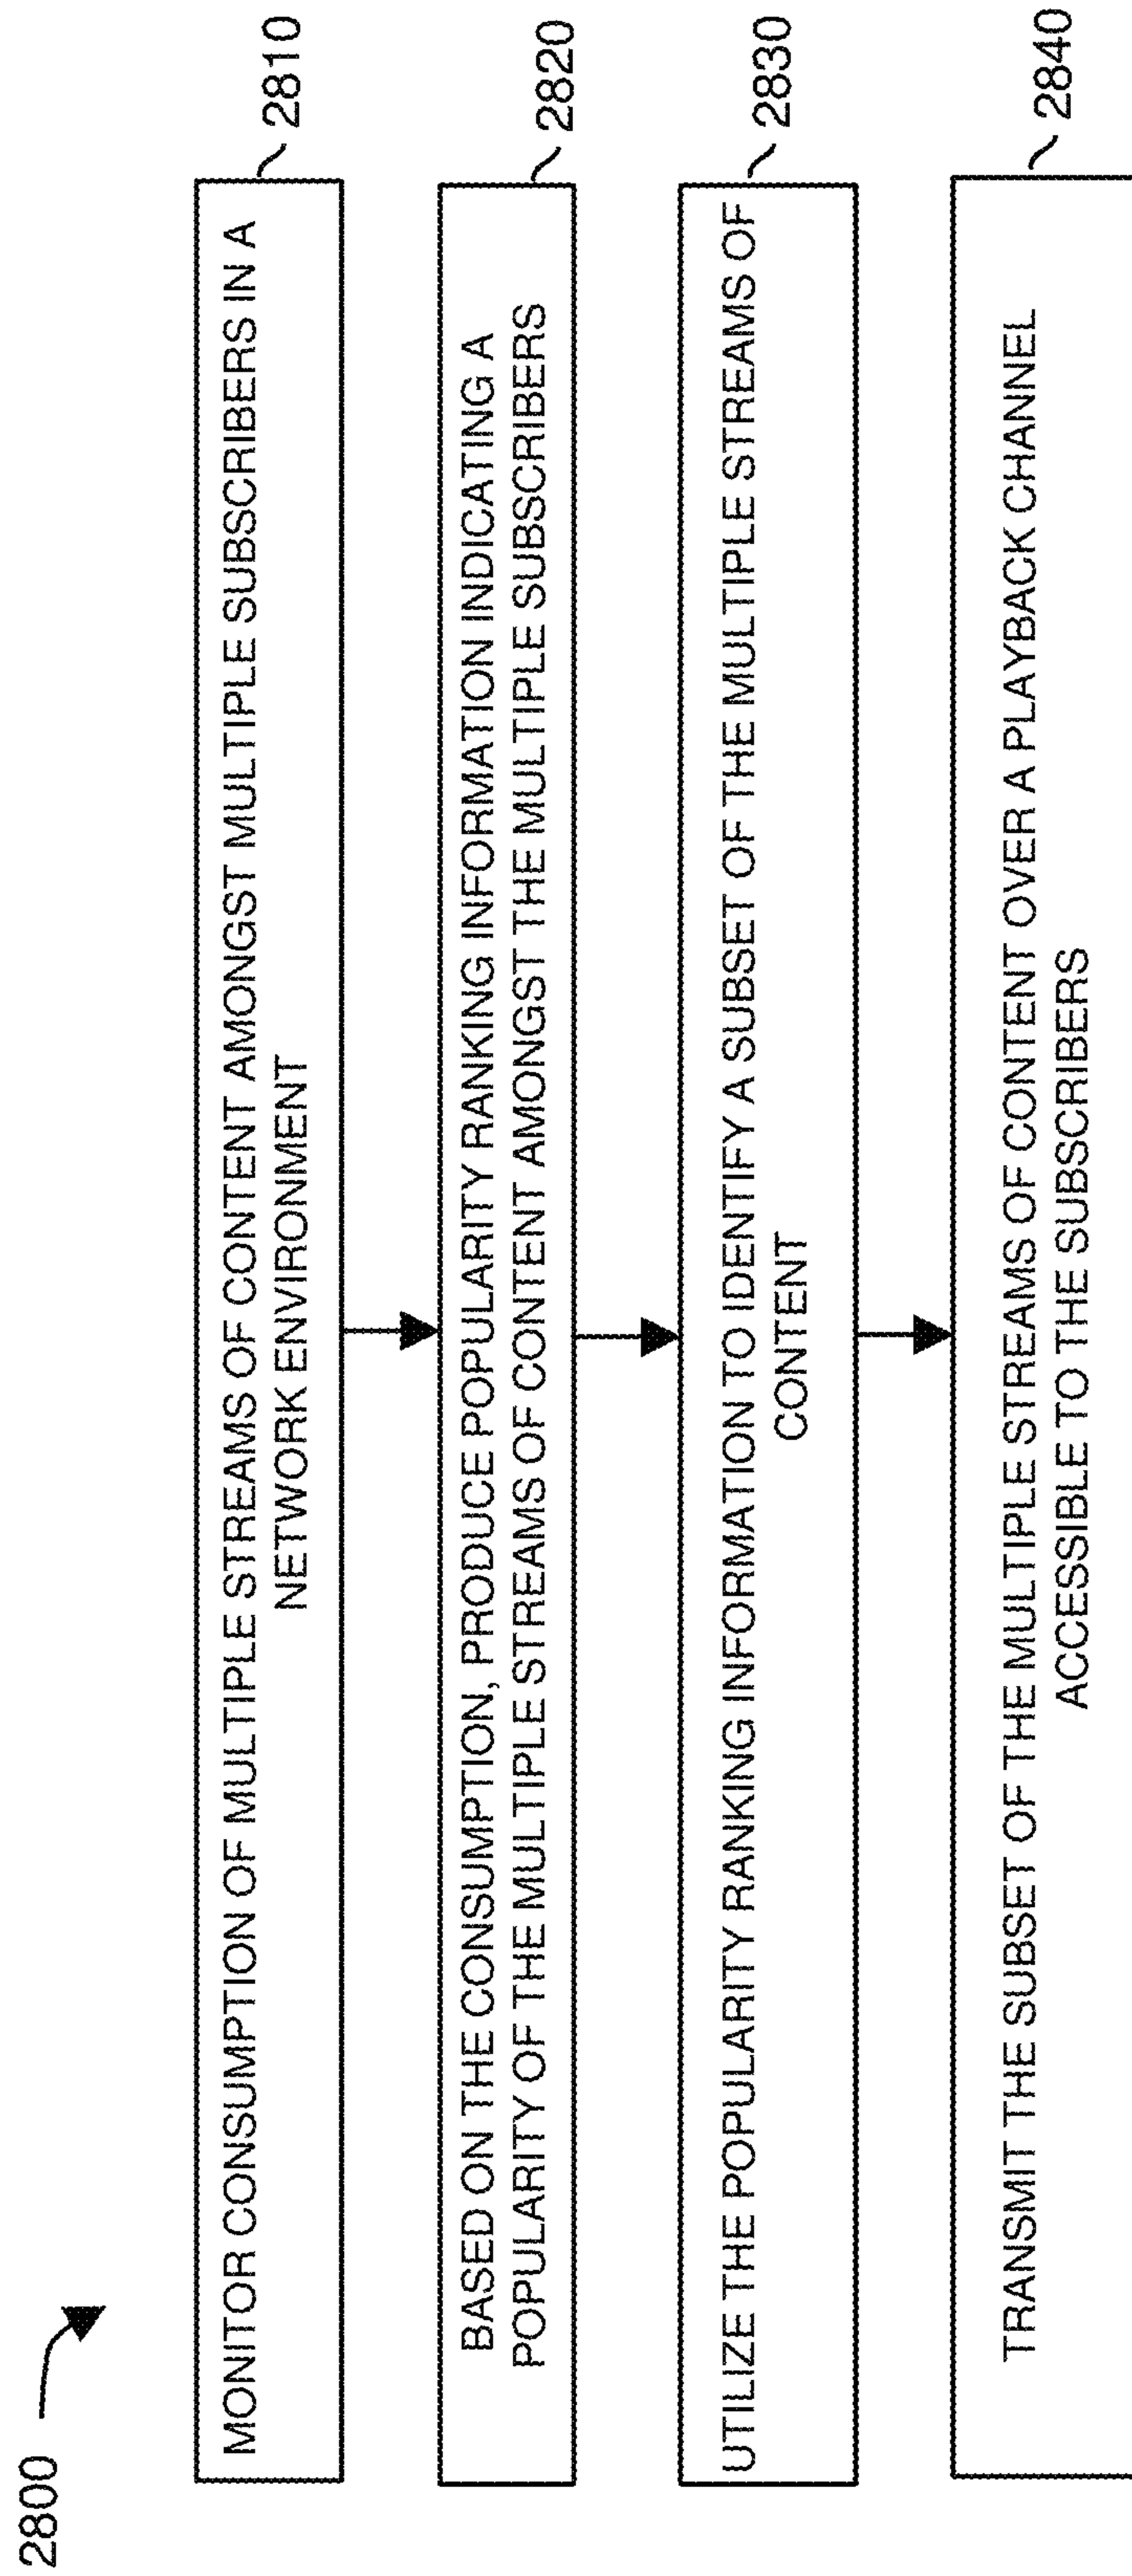 2800
MONITOR CONSUMPTION OF MULTIPLE STREAMS OF CONTENT AMONGST MULTIPLE SUBSCRIBERS IN A
NETWORK ENVIRONMENT
2810
BASED ON THE CONSUMPTION, PRODUCE POPULARITY RANKING INFORMATION INDICATING A
POPULARITY OF THE MULTIPLE STREAMS OF CONTENT AMONGST THE MULTIPLE SUBSCRIBERS
2820
UTILIZE THE POPULARITY RANKING INFORMATION TO IDENTIFY A SUBSET OF THE MULTIPLE STREAMS OF
CONTENT
2830
TRANSMIT THE SUBSET OF THE MULTIPLE STREAMS OF CONTENT OVER A PLAYBACK CHANNEL
ACCESSIBLE TO THE SUBSCRIBERS
2840